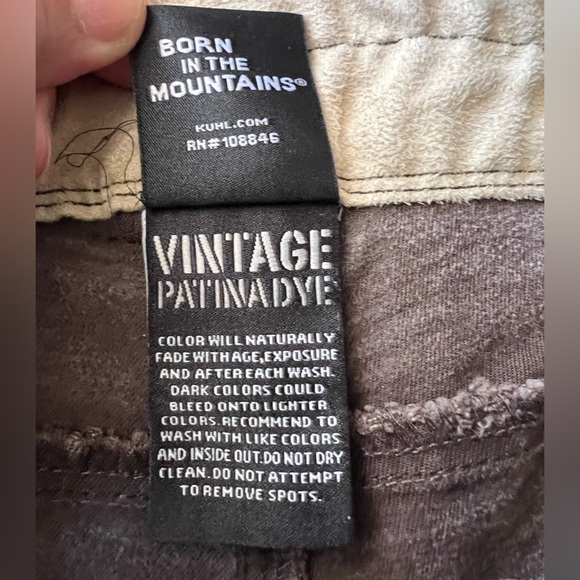 BORN
IN THE
MOUNTAINS®
KUHL.COM
RN#108846
VINTAGE
PATINA DYE
COLOR WILL NATURALLY
FADE WITH AGE,EXPOSURE
AND AFTER EACH WASH.
DARK COLORS COULD
BLEED ONTO LIGHTER
COLORS. RECOMMEND TO
WASH WITH LIKE COLORS
AND INSIDE OUT.DO NOT DRY
CLEAN.DO NOT ATTEMPT
TO REMOVE SPOTS.